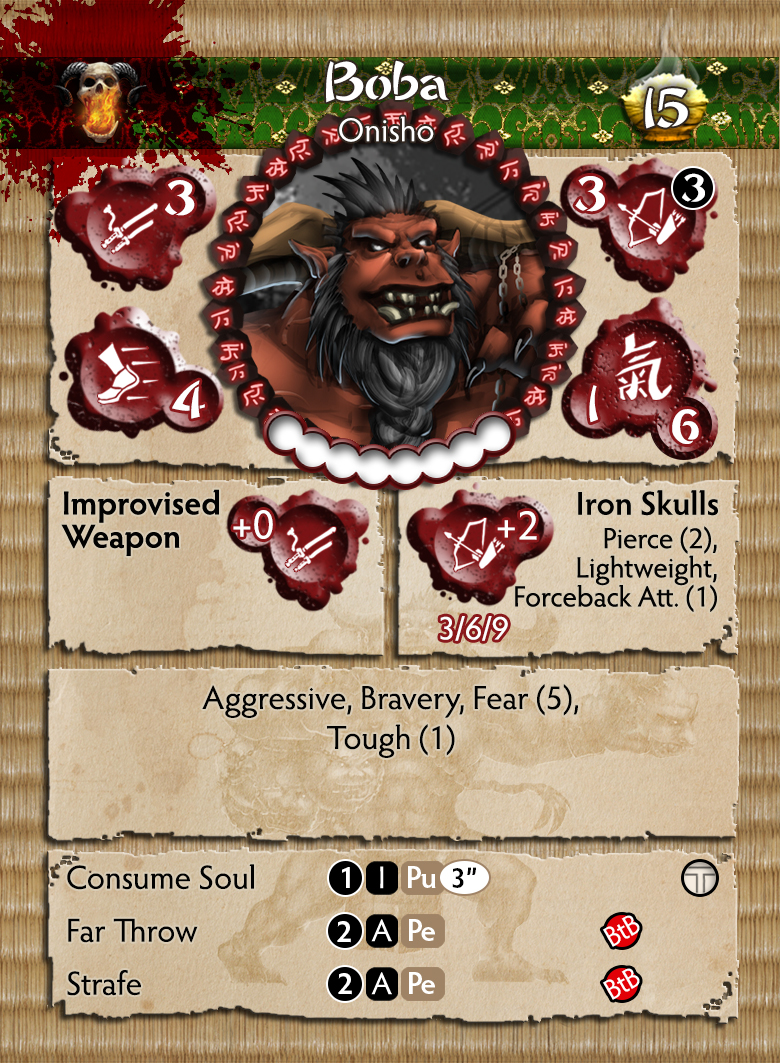 Boba
15
Onisho
3
3 3
4
氣
1 6
Improvised
Weapon
+0
+2
Iron Skulls
Pierce (2),
Lightweight,
Forceback Att. (1)
3/6/9
Aggressive, Bravery, Fear (5),
Tough (1)
Consume Soul 1 I Pu 3" T
Far Throw 2 A Pe BtB
Strafe 2 A Pe BtB